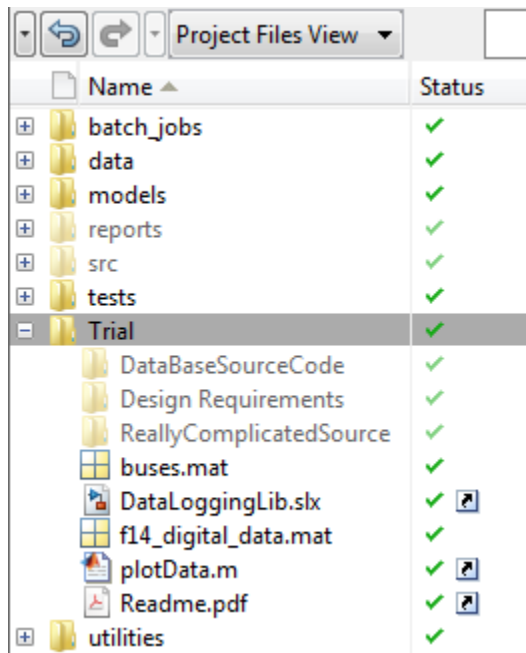 Project Files View
Name Status
batch_jobs
data
models
reports
src
tests
Trial
DataBaseSourceCode
Design Requirements
ReallyComplicatedSource
buses.mat
DataLoggingLib.slx
f14_digital_data.mat
plotData.m
Readme.pdf
utilities